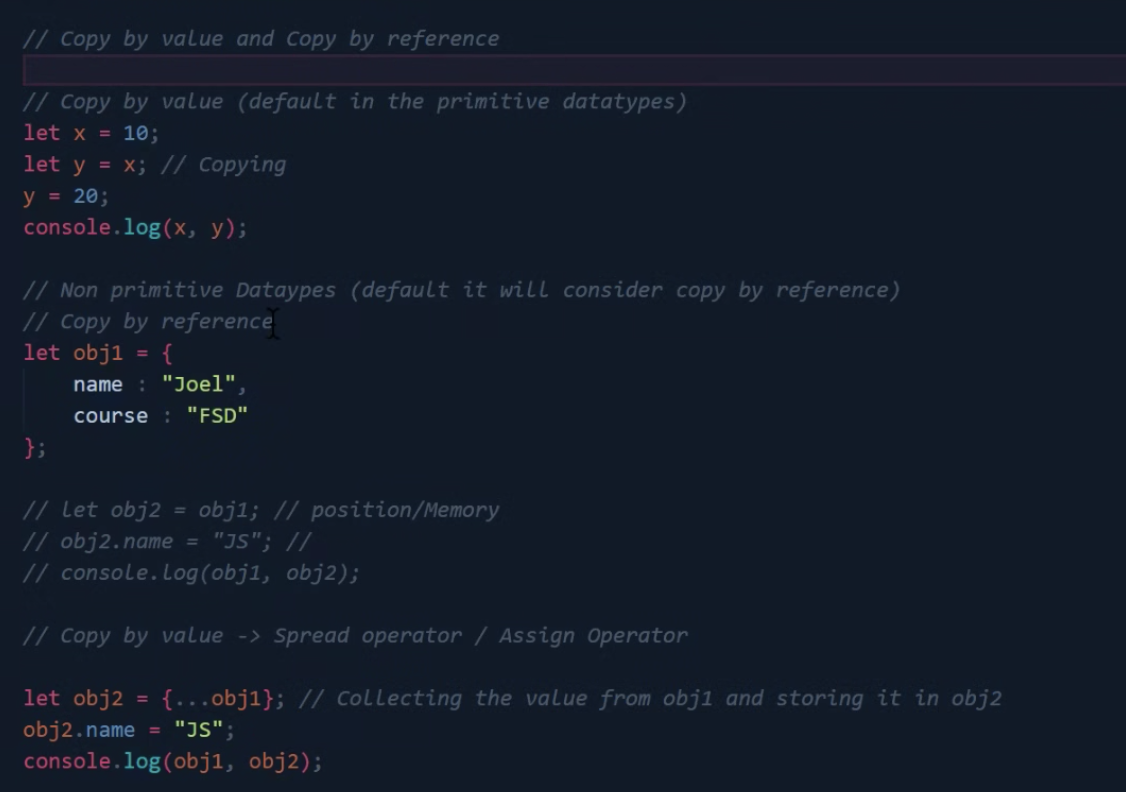 // Copy by value and Copy by reference
// Copy by value (default in the primitive datatypes)
let x = 10;
let y = x; // Copying
y = 20;
console.log(x, y);
// Non primitive Dataypes (default it will consider copy by reference)
// Copy by reference
let obj1 = {
name : "Joel",
course : "FSD"
};
// let obj2 = obj1; // position/Memory
// obj2.name = "JS"; //
// console.log(obj1, obj2);
// Copy by value -> Spread operator / Assign Operator
let obj2 = {...obj1}; // Collecting the value from obj1 and storing it in obj2
obj2.name = "JS";
console.log(obj1, obj2);